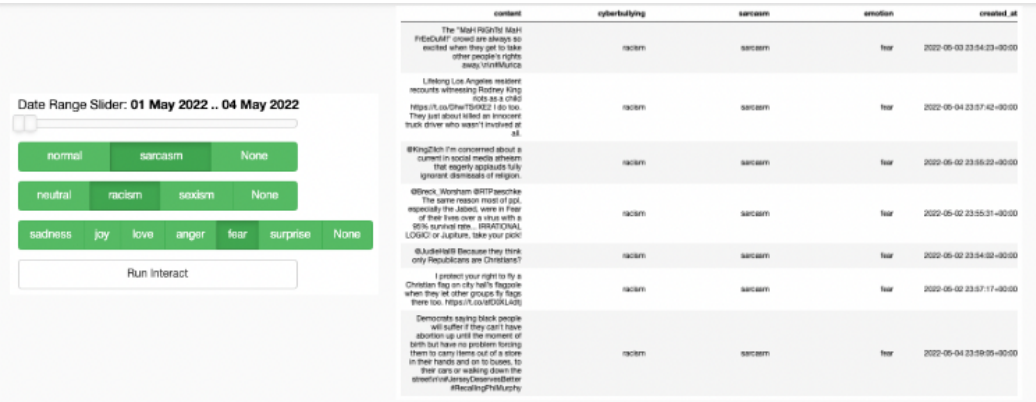 Date Range Slider: 01 May 2022 .. 04 May 2022
normal sarcasm None
neutral racism sexism None
sadness joy love anger fear surprise None
Run Interact
content cyberbullying sarcasm emotion created_at
The "MaH RiGhTs! MaH
FrEeDuM!" crowd are always so
excited when they get to take
other people's rights
away.\n\n#Murica
racism sarcasm fear 2022-05-03 23:54:23+00:00
Lifelong Los Angeles resident
recounts witnessing Rodney King
riots as a child
I do too.
They just about killed an innocent
truck driver who wasn't involved at
all.
racism sarcasm fear 2022-05-04 23:57:42+00:00
@KingZilch I'm concerned about a
current in social media atheism
that eagerly applauds fully
ignorant dismissals of religion.
racism sarcasm fear 2022-05-02 23:55:22+00:00
@Breck_Worsham @RTPaeschke
The same reason most of ppl,
especially the Jabed, were in Fear
of their lives over a virus with a
95% survival rate... IRRATIONAL
LOGIC! or Jupiture, take your pick!
racism sarcasm fear 2022-05-02 23:55:31+00:00
Because they think
only Republicans are Christians?
racism sarcasm fear 2022-05-02 23:54:02+00:00
I protect your right to fly a
Christian flag on city hall's flagpole
when they let other groups fly flags
there too.
racism sarcasm fear 2022-05-02 23:57:17+00:00
Democrats saying black people
will suffer if they can't have
abortion up until the moment of
birth but have no problem forcing
them to carry items out of a store
in their hands and on to buses, to
their cars or walking down the
street\n\n#JerseyDeservesBetter
#RecallingPhilMurphy
racism sarcasm fear 2022-05-04 23:59:05+00:00